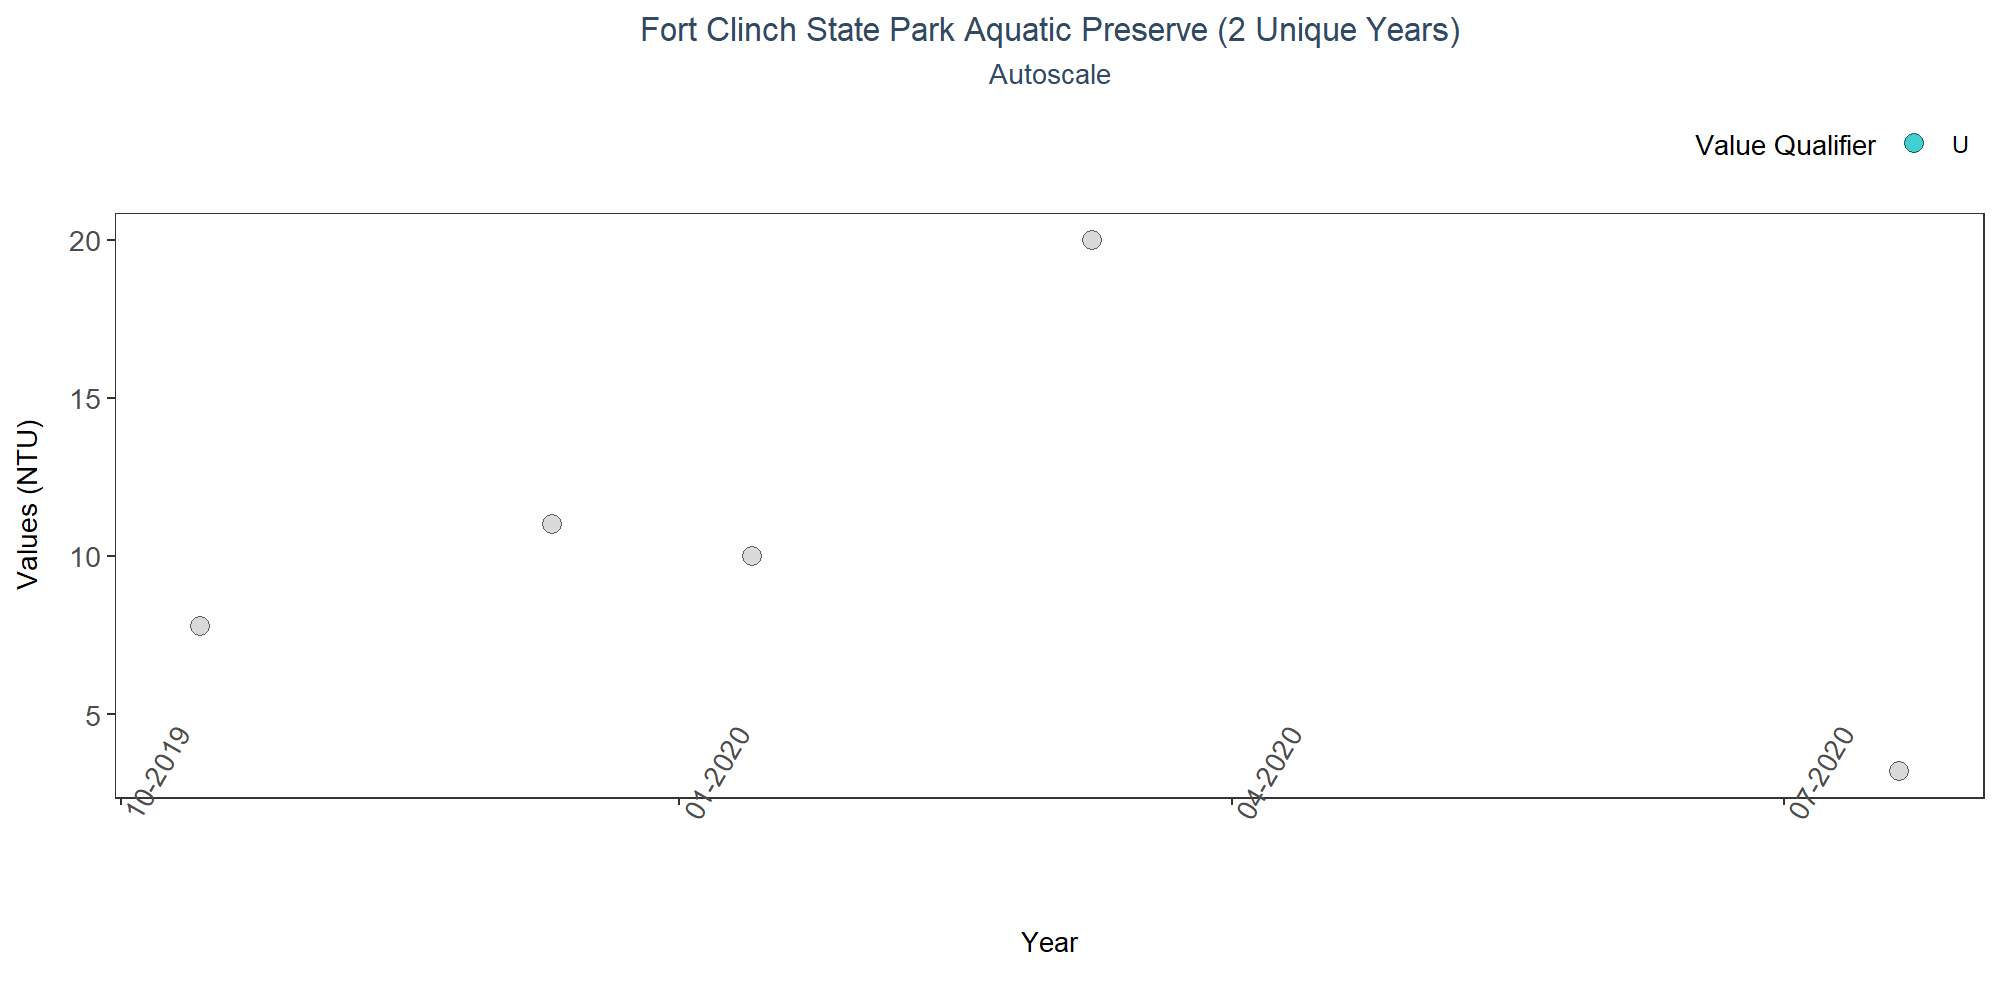 Fort Clinch State Park Aquatic Preserve (2 Unique Years)
Autoscale
Value Qualifier U
Values (NTU)
20
15
10
5
10-2019
01-2020
04-2020
07-2020
Year